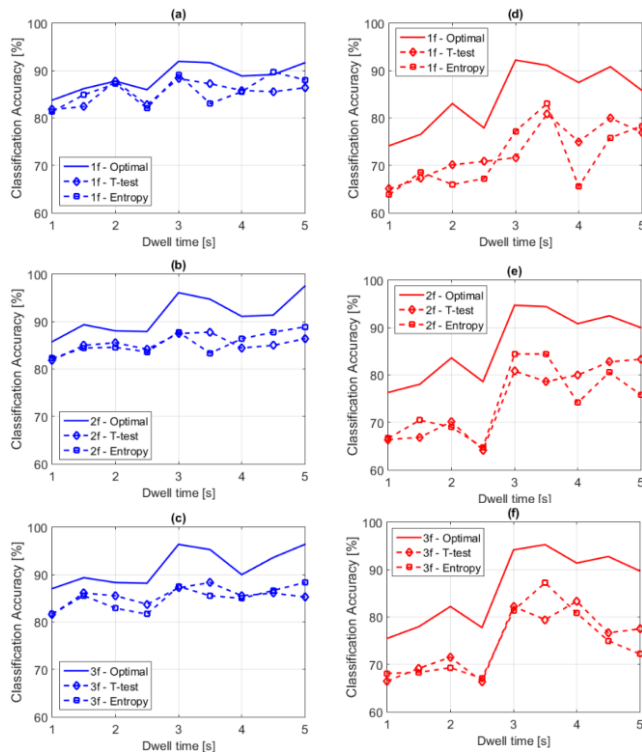 (a)
100
90
80
70
60
Classification Accuracy [%]
1f - Optimal
1f - T-test
1f - Entropy
1 2 3 4 5
Dwell time [s]
(d)
100
90
80
70
60
Classification Accuracy [%]
1f - Optimal
1f - T-test
1f - Entropy
1 2 3 4 5
Dwell time [s]
(b)
100
90
80
70
60
Classification Accuracy [%]
2f - Optimal
2f - T-test
2f - Entropy
1 2 3 4 5
Dwell time [s]
(e)
100
90
80
70
60
Classification Accuracy [%]
2f - Optimal
2f - T-test
2f - Entropy
1 2 3 4 5
Dwell time [s]
(c)
100
90
80
70
60
Classification Accuracy [%]
3f - Optimal
3f - T-test
3f - Entropy
1 2 3 4 5
Dwell time [s]
(f)
100
90
80
70
60
Classification Accuracy [%]
3f - Optimal
3f - T-test
3f - Entropy
1 2 3 4 5
Dwell time [s]